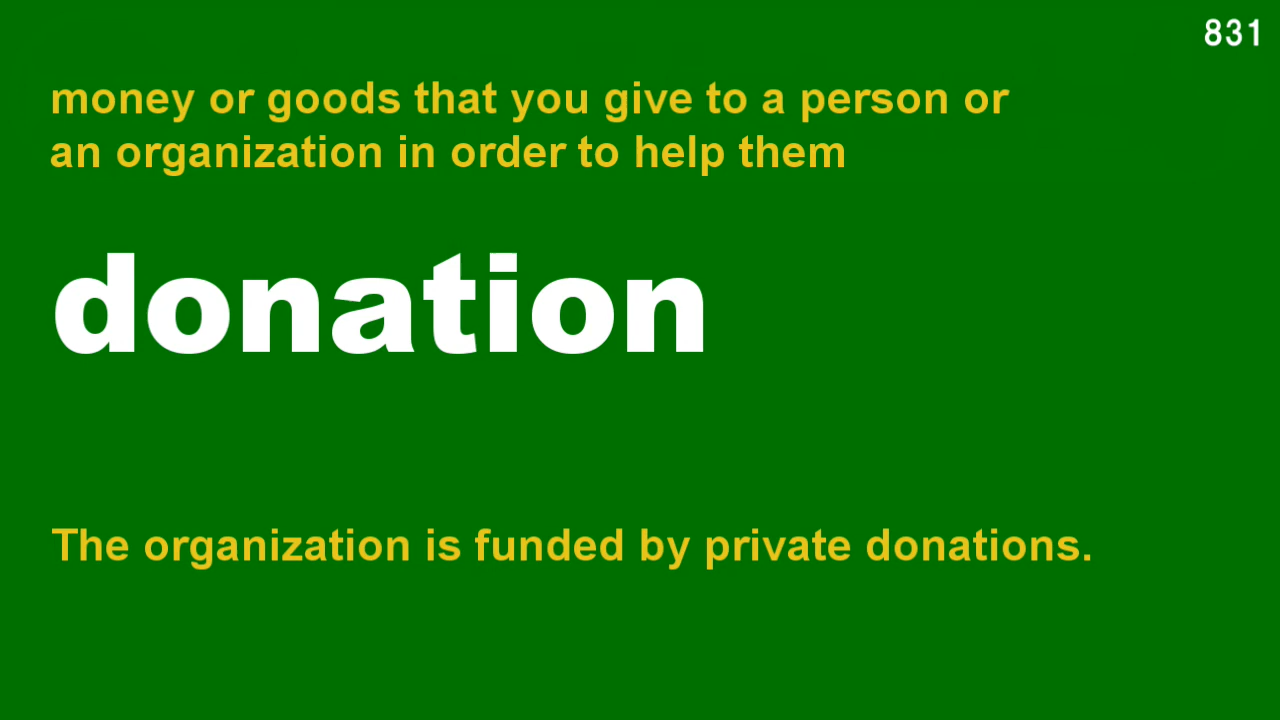 831
money or goods that you give to a person or
an organization in order to help them
donation
The organization is funded by private donations.